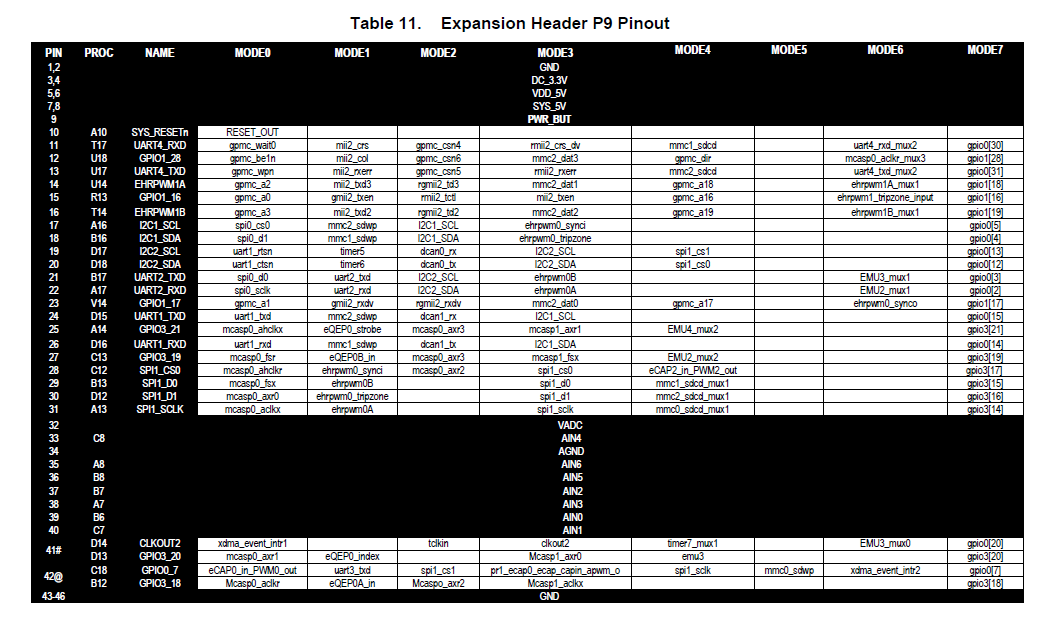 Table 11. Expansion Header P9 Pinout
PIN PROC NAME MODE0 MODE1 MODE2 MODE3 MODE4 MODE5 MODE6 MODE7
1,2 GND
3,4 DC_3.3V
5,6 VDD_5V
7,8 SYS_5V
9 PWR_BUT
10 A10 SYS_RESETn RESET_OUT
11 T17 UART4_RXD gpmc_wait0 mii2_crs gpmc_csn4 rmii2_crs_dv mmc1_sdcd uart4_rxd_mux2 gpio0[30]
12 U18 GPIO1_28 gpmc_be1n mii2_col gpmc_csn6 mmc2_dat3 gpmc_dir mcasp0_aclkr_mux3 gpio1[28]
13 U17 UART4_TXD gpmc_wpn mii2_rxerr gpmc_csn5 rmii2_rxerr mmc2_sdcd uart4_txd_mux2 gpio0[31]
14 U14 EHRPWM1A gpmc_a2 mii2_txd3 rgmii2_td3 mmc2_dat1 gpmc_a18 ehrpwm1A_mux1 gpio1[18]
15 R13 GPIO1_16 gpmc_a0 gmii2_txen rmii2_tctl mii2_txen gpmc_a16 ehrpwm1_tripzone_input gpio1[16]
16 T14 EHRPWM1B gpmc_a3 mii2_txd2 rgmii2_td2 mmc2_dat2 gpmc_a19 ehrpwm1B_mux1 gpio1[19]
17 A16 I2C1_SCL spi0_cs0 mmc2_sdwp I2C1_SCL ehrpwm0_synci gpio0[5]
18 B16 I2C1_SDA spi0_d1 mmc1_sdwp I2C1_SDA ehrpwm0_tripzone gpio0[4]
19 D17 I2C2_SCL uart1_rtsn timer5 dcan0_rx I2C2_SCL spi1_cs1 gpio0[13]
20 D18 I2C2_SDA uart1_ctsn timer6 dcan0_tx I2C2_SDA spi1_cs0 gpio0[12]
21 B17 UART2_TXD spi0_d0 uart2_txd I2C2_SCL ehrpwm0B EMU3_mux1 gpio0[3]
22 A17 UART2_RXD spi0_sclk uart2_rxd I2C2_SDA ehrpwm0A EMU2_mux1 gpio0[2]
23 V14 GPIO1_17 gpmc_a1 gmii2_rxdv rgmii2_rxdv mmc2_dat0 gpmc_a17 ehrpwm0_synco gpio1[17]
24 D15 UART1_TXD uart1_txd mmc2_sdwp dcan1_rx I2C1_SCL gpio0[15]
25 A14 GPIO3_21 mcasp0_ahclkx eQEP0_strobe mcasp0_axr3 mcasp1_axr1 EMU4_mux2 gpio3[21]
26 D16 UART1_RXD uart1_rxd mmc1_sdwp dcan1_tx I2C1_SDA gpio0[14]
27 C13 GPIO3_19 mcasp0_fsr eQEP0B_in mcasp0_axr3 mcasp1_fsx EMU2_mux2 gpio3[19]
28 C12 SPI1_CS0 mcasp0_ahclkr ehrpwm0_synci mcasp0_axr2 spi1_cs0 eCAP2_in_PWM2_out gpio3[17]
29 B13 SPI1_D0 mcasp0_fsx ehrpwm0B spi1_d0 mmc1_sdcd_mux1 gpio3[15]
30 D12 SPI1_D1 mcasp0_axr0 ehrpwm0_tripzone spi1_d1 mmc2_sdcd_mux1 gpio3[16]
31 A13 SPI1_SCLK mcasp0_aclkx ehrpwm0A spi1_sclk mmc0_sdcd_mux1 gpio3[14]
32 VADC
33 C8 AIN4
34 AGND
35 A8 AIN6
36 B8 AIN5
37 B7 AIN2
38 A7 AIN3
39 B6 AIN0
40 C7 AIN1
41# D14 CLKOUT2 xdma_event_intr1 tclkin clkout2 timer7_mux1 EMU3_mux0 gpio0[20]
D13 GPIO3_20 mcasp0_axr1 eQEP0_index Mcasp1_axr0 emu3 gpio3[20]
42@ C18 GPIO0_7 eCAP0_in_PWM0_out uart3_txd spi1_cs1 pr1_ecap0_ecap_capin_apwm_o spi1_sclk mmc0_sdwp xdma_event_intr2 gpio0[7]
B12 GPIO3_18 Mcasp0_aclkr eQEP0A_in Mcaspo_axr2 Mcasp1_aclkx gpio3[18]
43-46 GND